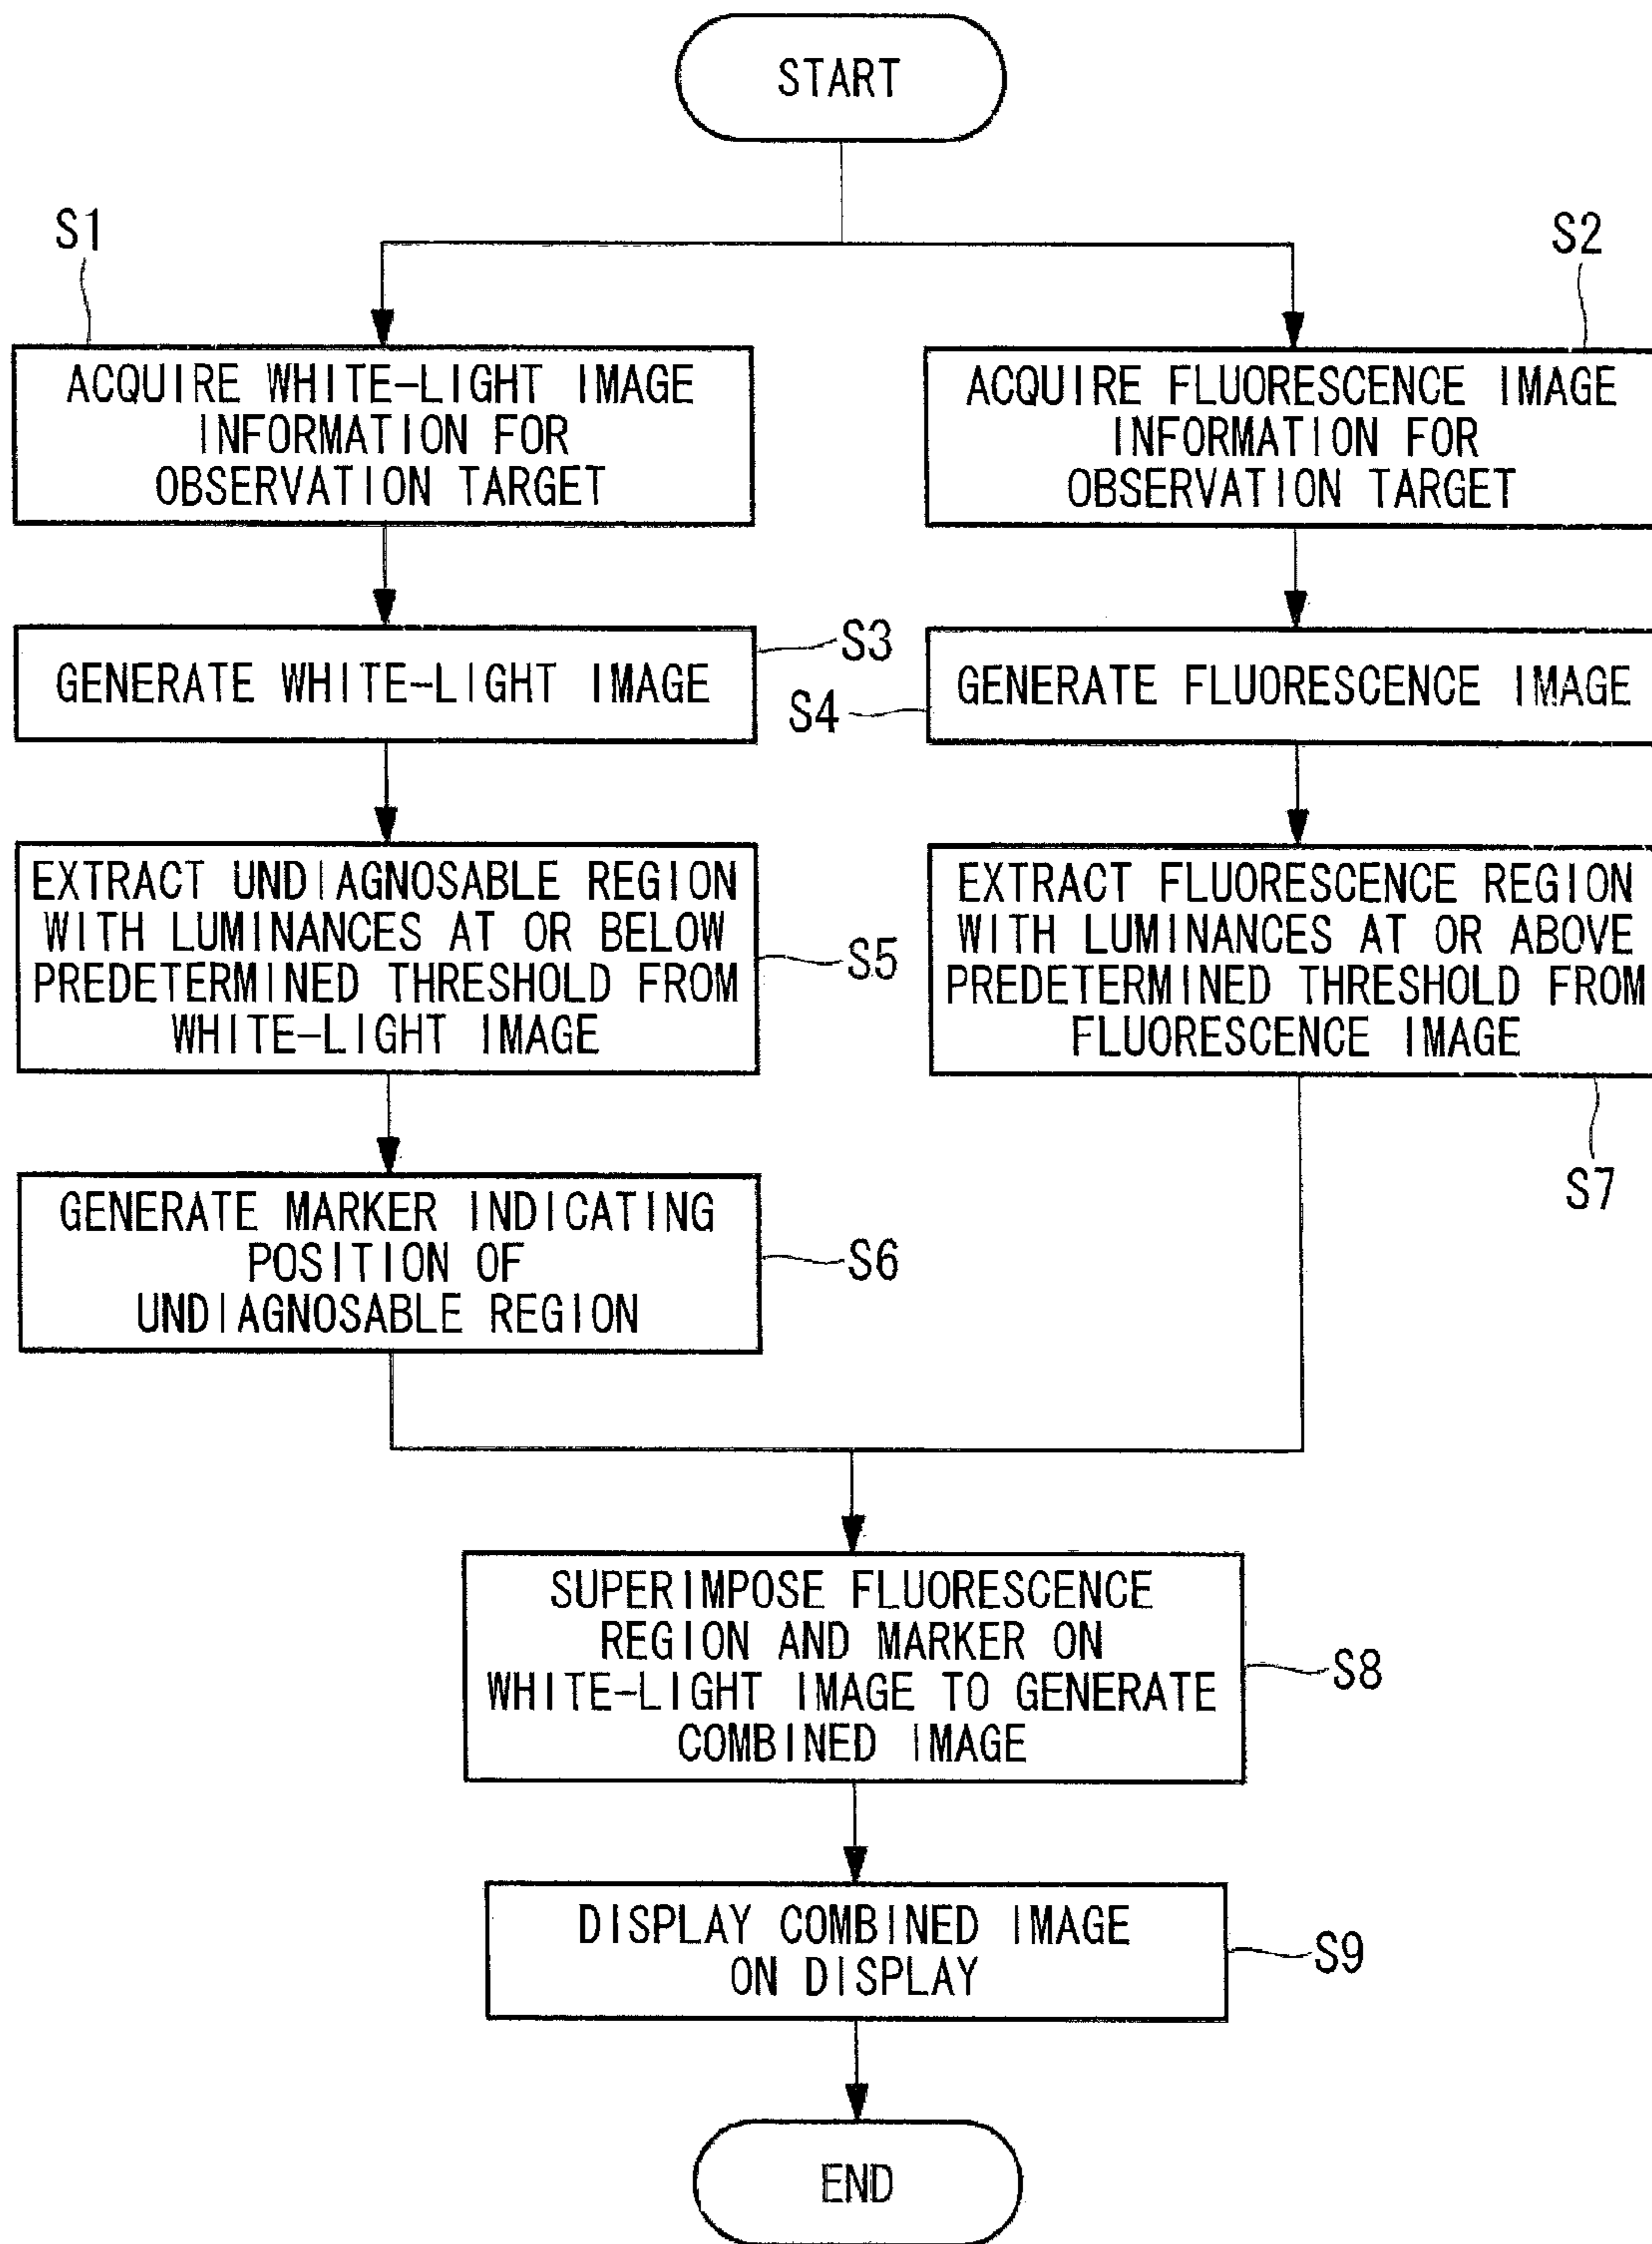 START
S1
S2
ACQUIRE WHITE-LIGHT IMAGE
INFORMATION FOR
OBSERVATION TARGET
ACQUIRE FLUORESCENCE IMAGE
INFORMATION FOR
OBSERVATION TARGET
GENERATE WHITE-LIGHT IMAGE
S3
S4
GENERATE FLUORESCENCE IMAGE
EXTRACT UNDIAGNOSABLE REGION
WITH LUMINANCES AT OR BELOW
PREDETERMINED THRESHOLD FROM
WHITE-LIGHT IMAGE
S5
EXTRACT FLUORESCENCE REGION
WITH LUMINANCES AT OR ABOVE
PREDETERMINED THRESHOLD FROM
FLUORESCENCE IMAGE
S7
GENERATE MARKER INDICATING
POSITION OF
UNDIAGNOSABLE REGION
S6
SUPERIMPOSE FLUORESCENCE
REGION AND MARKER ON
WHITE-LIGHT IMAGE TO GENERATE
COMBINED IMAGE
S8
DISPLAY COMBINED IMAGE
ON DISPLAY
S9
END